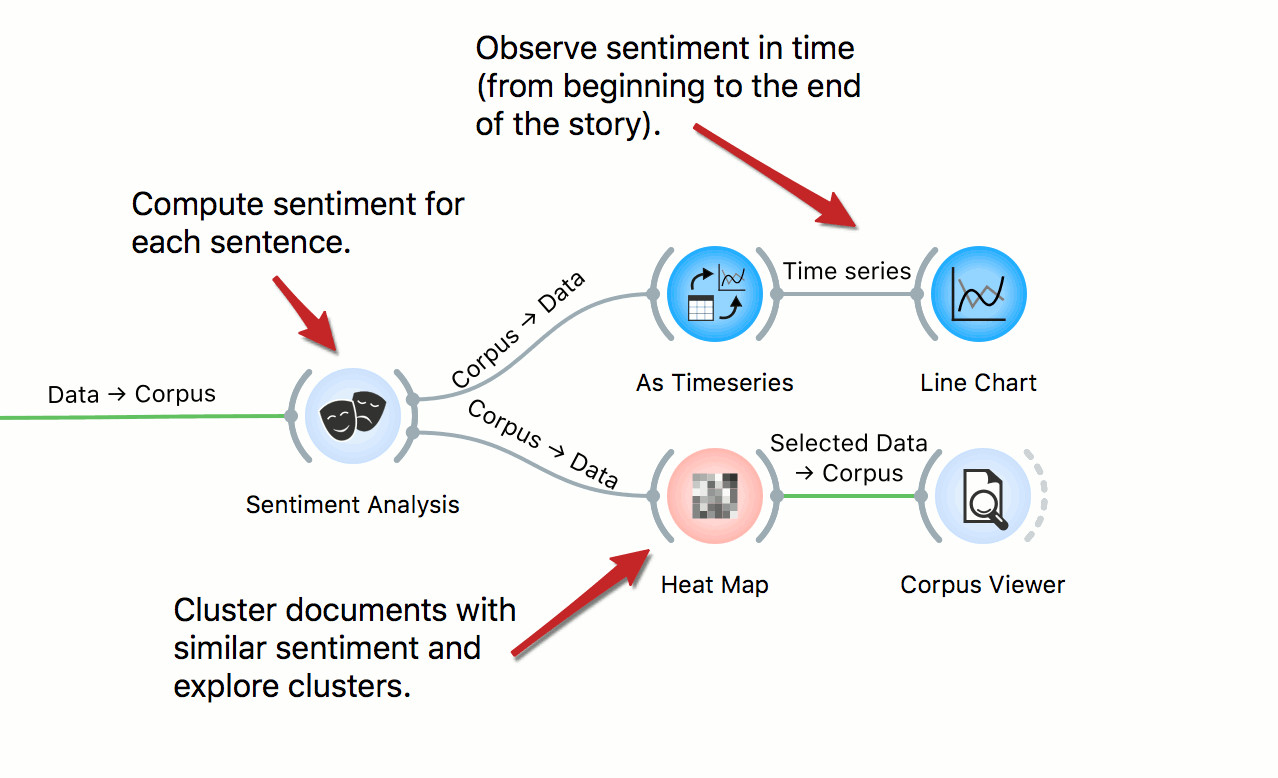 Observe sentiment in time
(from beginning to the end
of the story).
Compute sentiment for
each sentence.
Data → Corpus
Sentiment Analysis
Corpus → Data
As Timeseries
Time series
Line Chart
Corpus → Data
Heat Map
Selected Data
→ Corpus
Corpus Viewer
Cluster documents with
similar sentiment and
explore clusters.